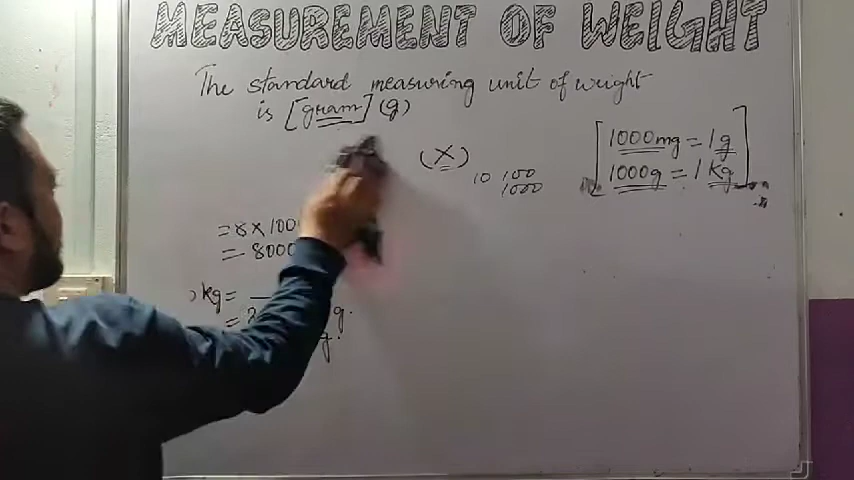 MEASUREMENT OF WEIGHT
The standard measuring unit of weight
is [gram] (g)
(X)
10 100
1000
[1000mg = 1g
1000g = 1 Kg]
= 8 X 100
= 8000
Kg =
= g.
g.